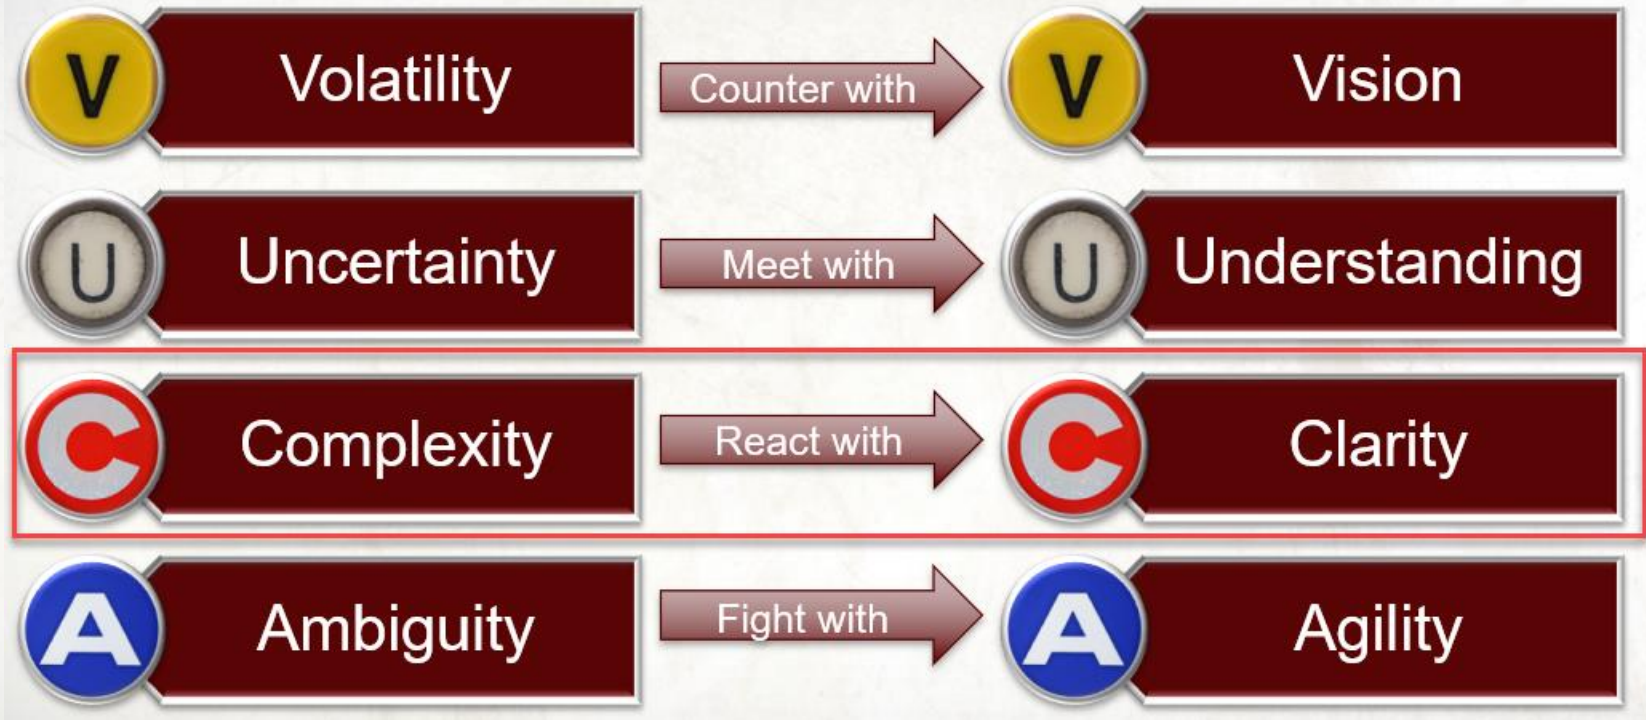 V Volatility Counter with V Vision
U Uncertainty Meet with U Understanding
C Complexity React with C Clarity
A Ambiguity Fight with A Agility